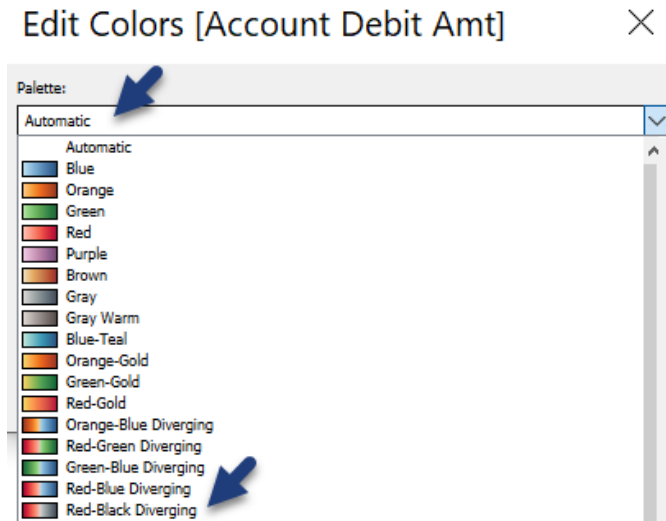 Edit Colors [Account Debit Amt]
Palette:
Automatic
Automatic
Blue
Orange
Green
Red
Purple
Brown
Gray
Gray Warm
Blue-Teal
Orange-Gold
Green-Gold
Red-Gold
Orange-Blue Diverging
Red-Green Diverging
Green-Blue Diverging
Red-Blue Diverging
Red-Black Diverging